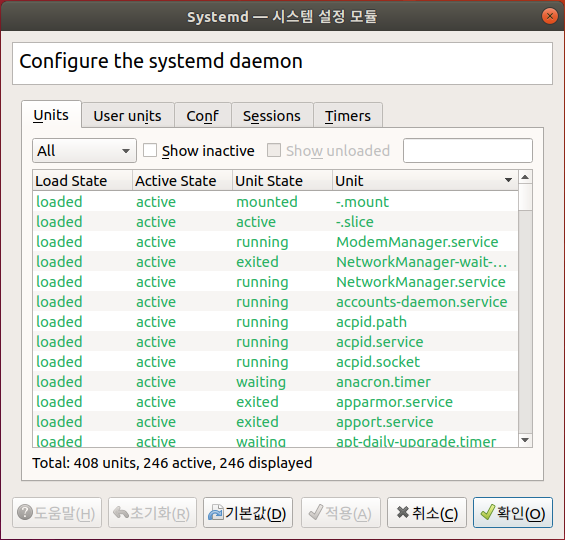 Systemd — 시스템 설정 모듈
Configure the systemd daemon
Units User units Conf Sessions Timers
All Show inactive Show unloaded
Load State Active State Unit State Unit
loaded active mounted -.mount
loaded active active -.slice
loaded active running ModemManager.service
loaded active exited NetworkManager-wait-…
loaded active running NetworkManager.service
loaded active running accounts-daemon.service
loaded active running acpid.path
loaded active running acpid.service
loaded active running acpid.socket
loaded active waiting anacron.timer
loaded active exited apparmor.service
loaded active exited apport.service
loaded active waiting apt-daily-upgrade.timer
Total: 408 units, 246 active, 246 displayed
도움말(H) 초기화(R) 기본값(D) 적용(A) 취소(C) 확인(O)